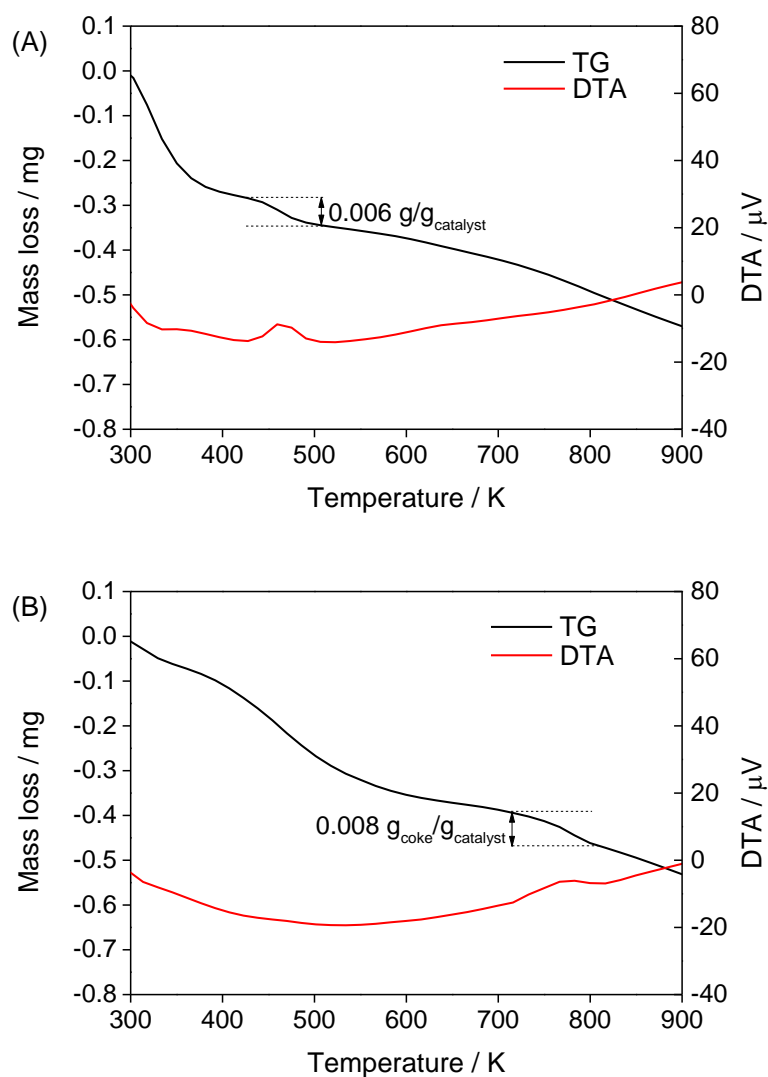 (A)
0.1
0.0
-0.1
-0.2
-0.3
-0.4
-0.5
-0.6
-0.7
-0.8
Mass loss / mg
TG
DTA
0.006 g/g_catalyst
80
60
40
20
0
-20
-40
DTA / μV
300 400 500 600 700 800 900
Temperature / K
(B)
0.1
0.0
-0.1
-0.2
-0.3
-0.4
-0.5
-0.6
-0.7
-0.8
Mass loss / mg
TG
DTA
0.008 g_coke/g_catalyst
80
60
40
20
0
-20
-40
DTA / μV
300 400 500 600 700 800 900
Temperature / K